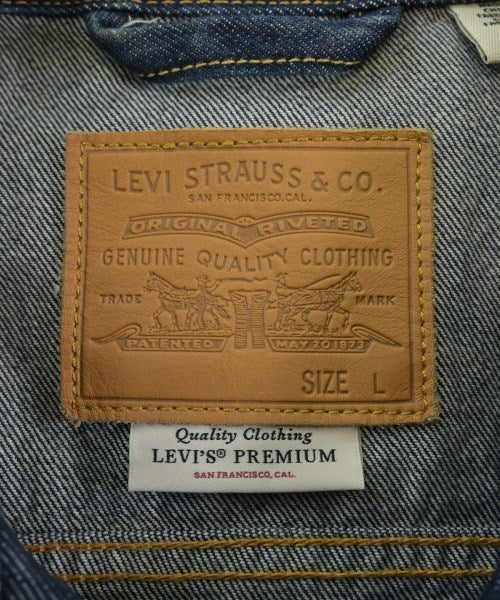 LEVI STRAUSS & CO.
SAN FRANCISCO, CAL.
ORIGINAL RIVETED
GENUINE QUALITY CLOTHING
TRADE MARK
PATENTED MAY 20 1873
SIZE L
Quality Clothing
LEVI'S® PREMIUM
SAN FRANCISCO, CAL.